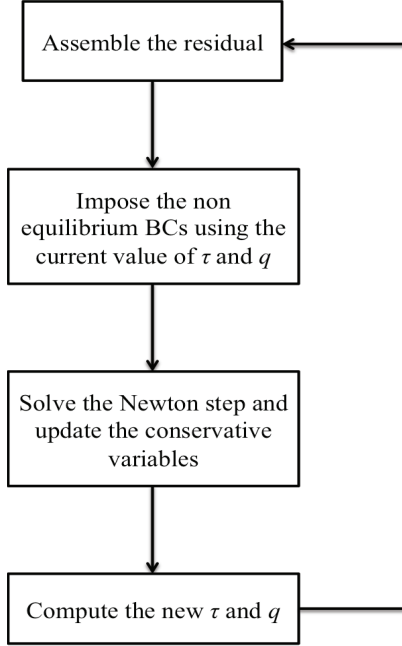 Assemble the residual
Impose the non
equilibrium BCs using the
current value of τ and q
Solve the Newton step and
update the conservative
variables
Compute the new τ and q